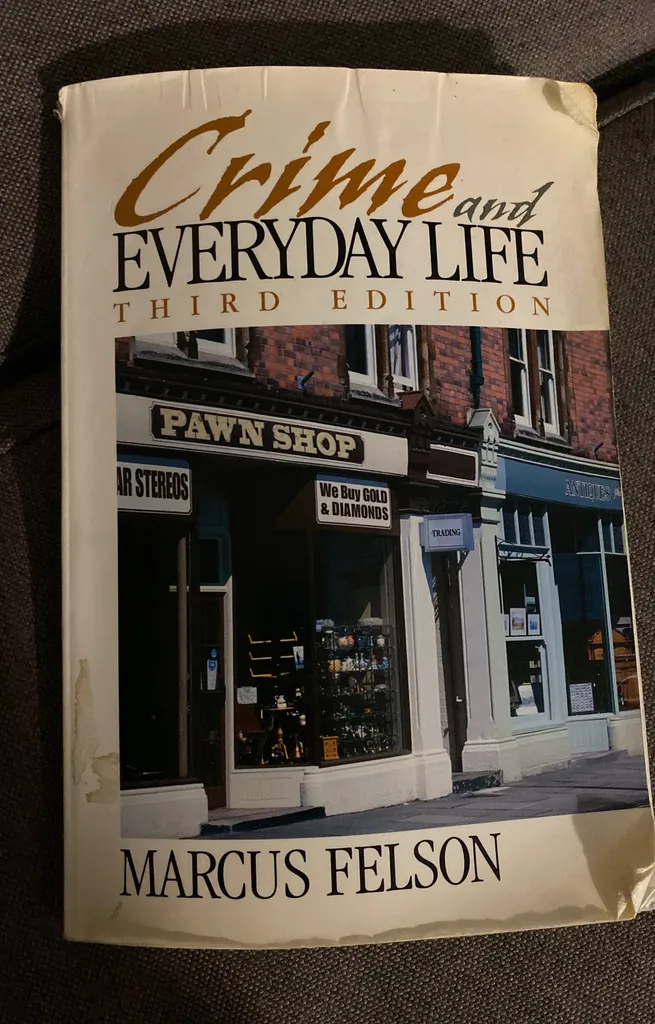 Crime and
EVERYDAY LIFE
THIRD EDITION
PAWN SHOP
AR STEREOS
We Buy GOLD
& DIAMONDS
TRADING
ANTIQUES
MARCUS FELSON